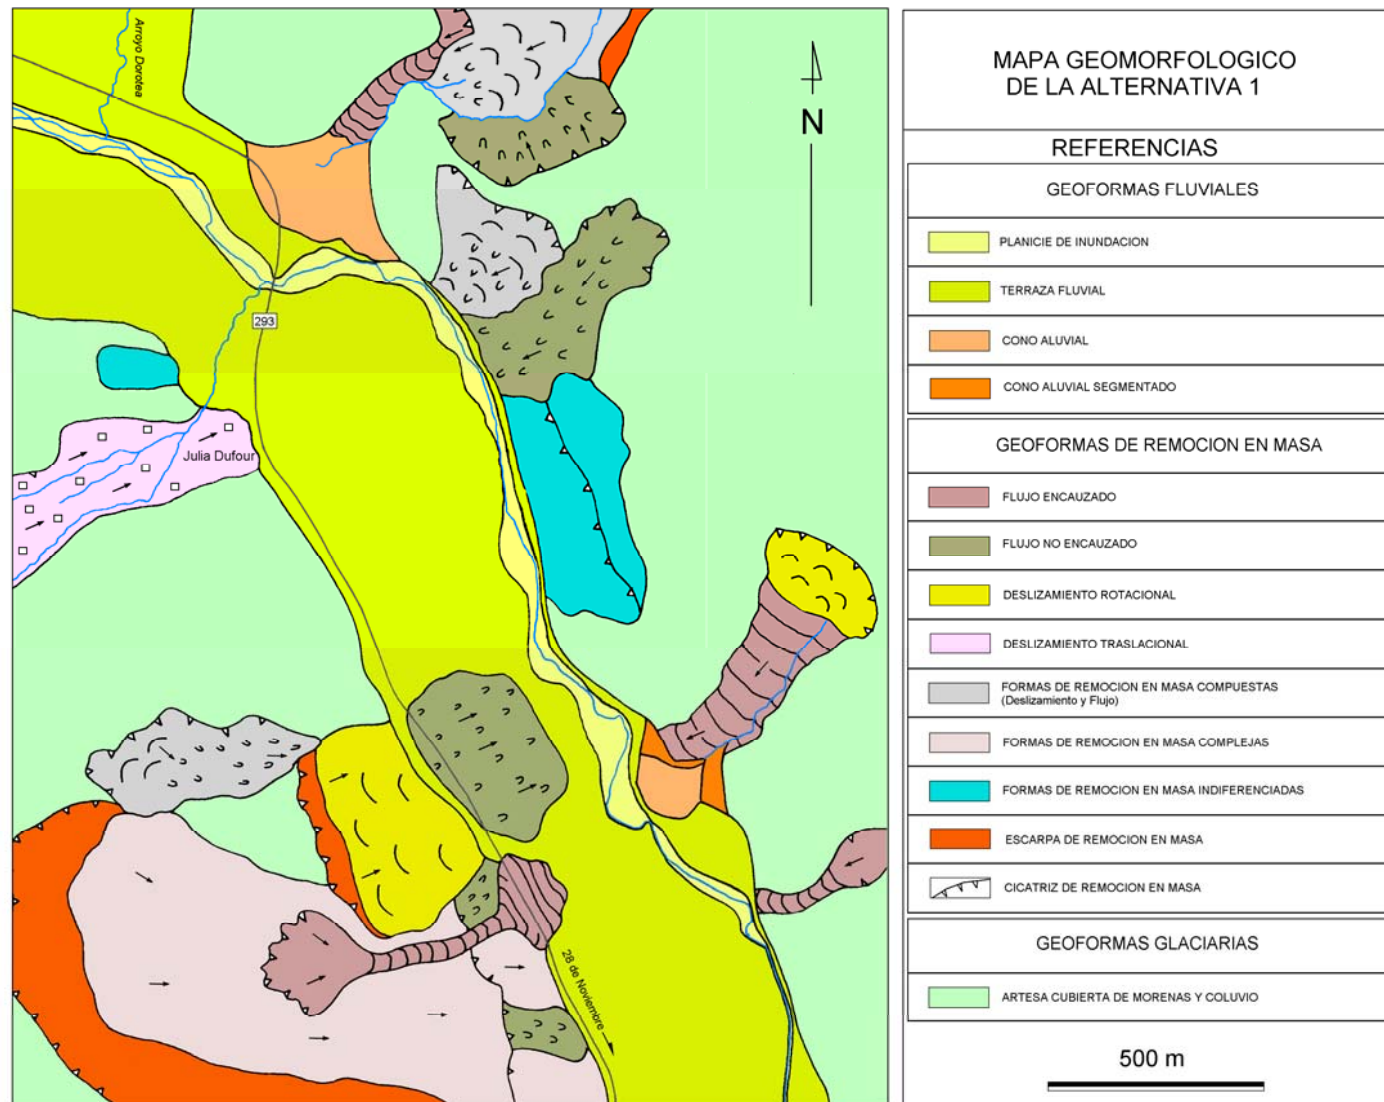 Arroyo Dorotea
N
293
Julia Dufour
28 de Noviembre
MAPA GEOMORFOLOGICO
DE LA ALTERNATIVA 1
REFERENCIAS
GEOFORMAS FLUVIALES
PLANICIE DE INUNDACION
TERRAZA FLUVIAL
CONO ALUVIAL
CONO ALUVIAL SEGMENTADO
GEOFORMAS DE REMOCION EN MASA
FLUJO ENCAUZADO
FLUJO NO ENCAUZADO
DESLIZAMIENTO ROTACIONAL
DESLIZAMIENTO TRASLACIONAL
FORMAS DE REMOCION EN MASA COMPUESTAS
(Deslizamiento y Flujo)
FORMAS DE REMOCION EN MASA COMPLEJAS
FORMAS DE REMOCION EN MASA INDIFERENCIADAS
ESCARPA DE REMOCION EN MASA
CICATRIZ DE REMOCION EN MASA
GEOFORMAS GLACIARIAS
ARTESA CUBIERTA DE MORENAS Y COLUVIO
500 m